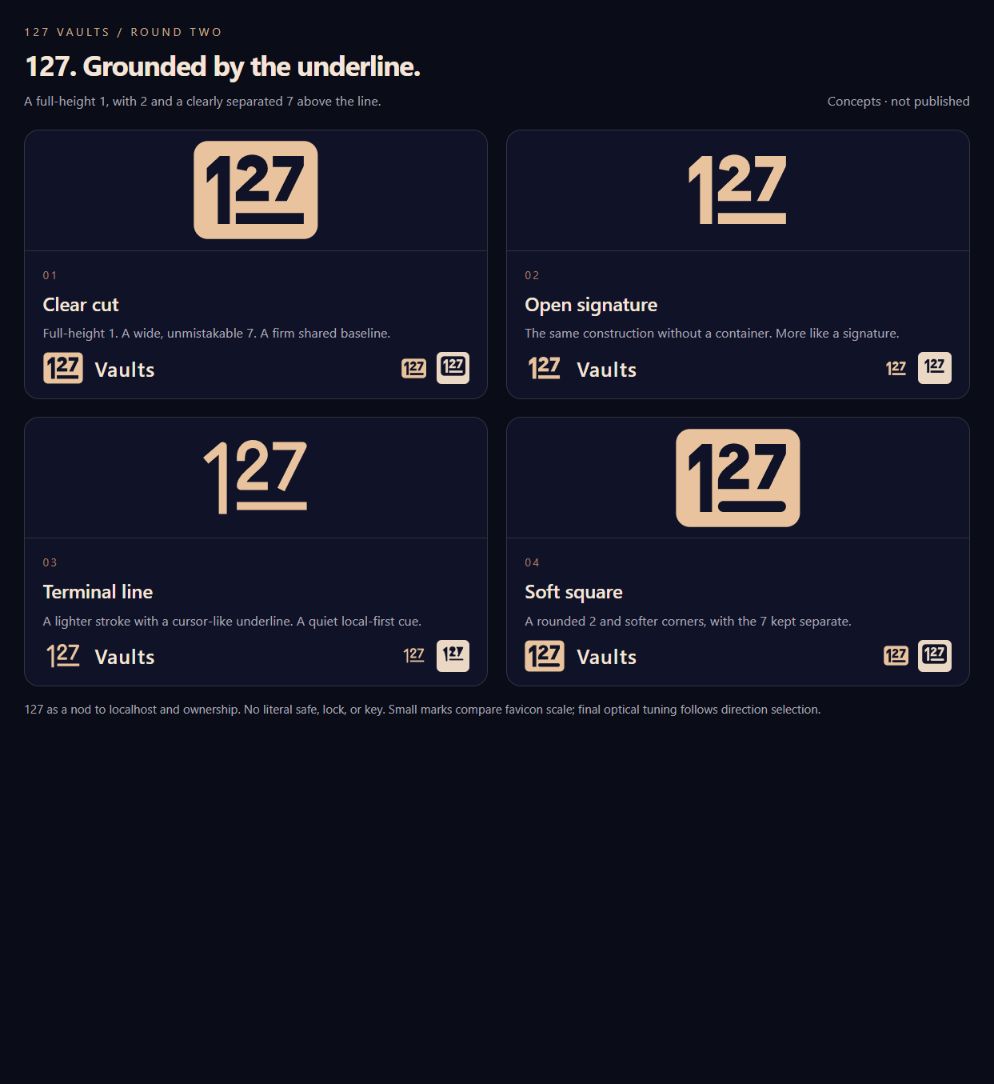 127 VAULTS / ROUND TWO
127. Grounded by the underline.
A full-height 1, with 2 and a clearly separated 7 above the line.
Concepts · not published
127
127
01
Clear cut
Full-height 1. A wide, unmistakable 7. A firm shared baseline.
127 Vaults 127 127
02
Open signature
The same construction without a container. More like a signature.
127 Vaults 127 127
127
127
03
Terminal line
A lighter stroke with a cursor-like underline. A quiet local-first cue.
127 Vaults 127 127
04
Soft square
A rounded 2 and softer corners, with the 7 kept separate.
127 Vaults 127 127
127 as a nod to localhost and ownership. No literal safe, lock, or key. Small marks compare favicon scale; final optical tuning follows direction selection.